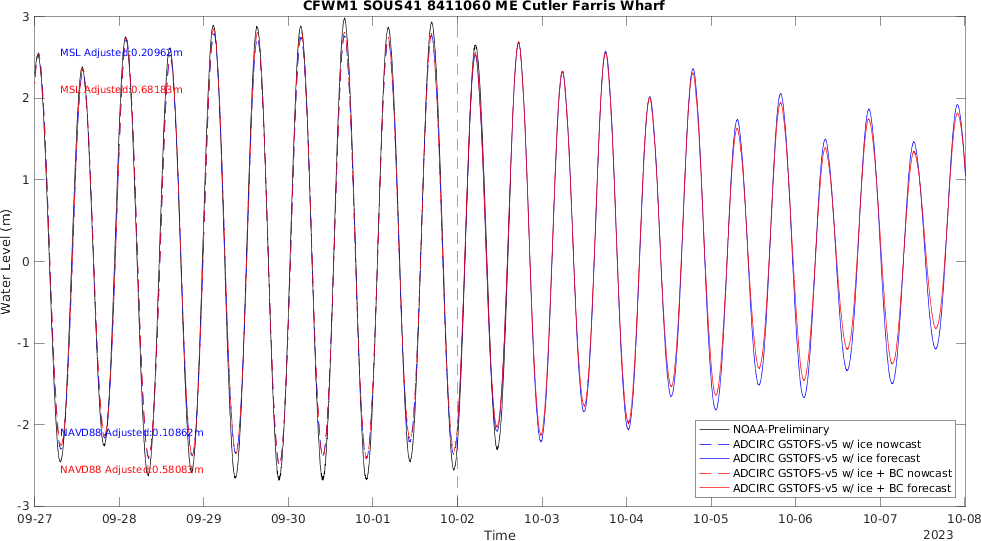 CFWM1 SOUS41 8411060 ME Cutler Farris Wharf
3
MSL Adjusted:0.20962m
MSL Adjusted:0.68183m
2
1
Water Level (m)
0
-1
-2
NAVD88 Adjusted:0.10862m
NAVD88 Adjusted:0.58083m
-3
NOAA-Preliminary
ADCIRC GSTOFS-v5 w/ ice nowcast
ADCIRC GSTOFS-v5 w/ ice forecast
ADCIRC GSTOFS-v5 w/ ice + BC nowcast
ADCIRC GSTOFS-v5 w/ ice + BC forecast
09-27 09-28 09-29 09-30 10-01 10-02 10-03 10-04 10-05 10-06 10-07 10-08
Time
2023